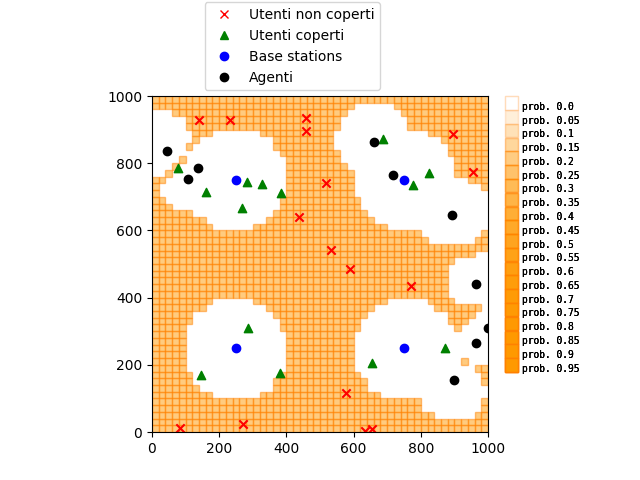 Utenti non coperti
Utenti coperti
Base stations
Agenti
1000
800
600
400
200
0
0
200
400
600
800
1000
prob. 0.0
prob. 0.05
prob. 0.1
prob. 0.15
prob. 0.2
prob. 0.25
prob. 0.3
prob. 0.35
prob. 0.4
prob. 0.45
prob. 0.5
prob. 0.55
prob. 0.6
prob. 0.65
prob. 0.7
prob. 0.75
prob. 0.8
prob. 0.85
prob. 0.9
prob. 0.95